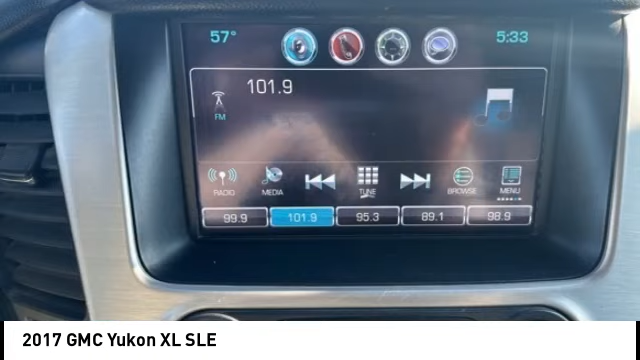 57°
5:33
101.9
FM
RADIO
MEDIA
TUNE
BROWSE
MENU
99.9
101.9
95.3
89.1
98.9
2017 GMC Yukon XL SLE